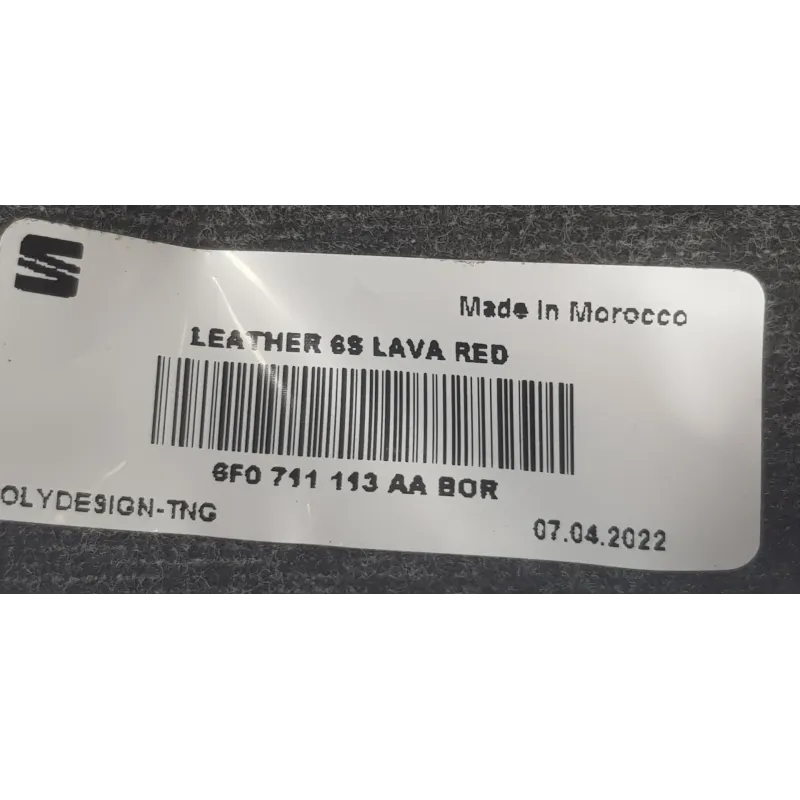 Made in Morocco
LEATHER 6S LAVA RED
6F0 711 113 AA BOR
OLYDESIGN-TNG
07.04.2022